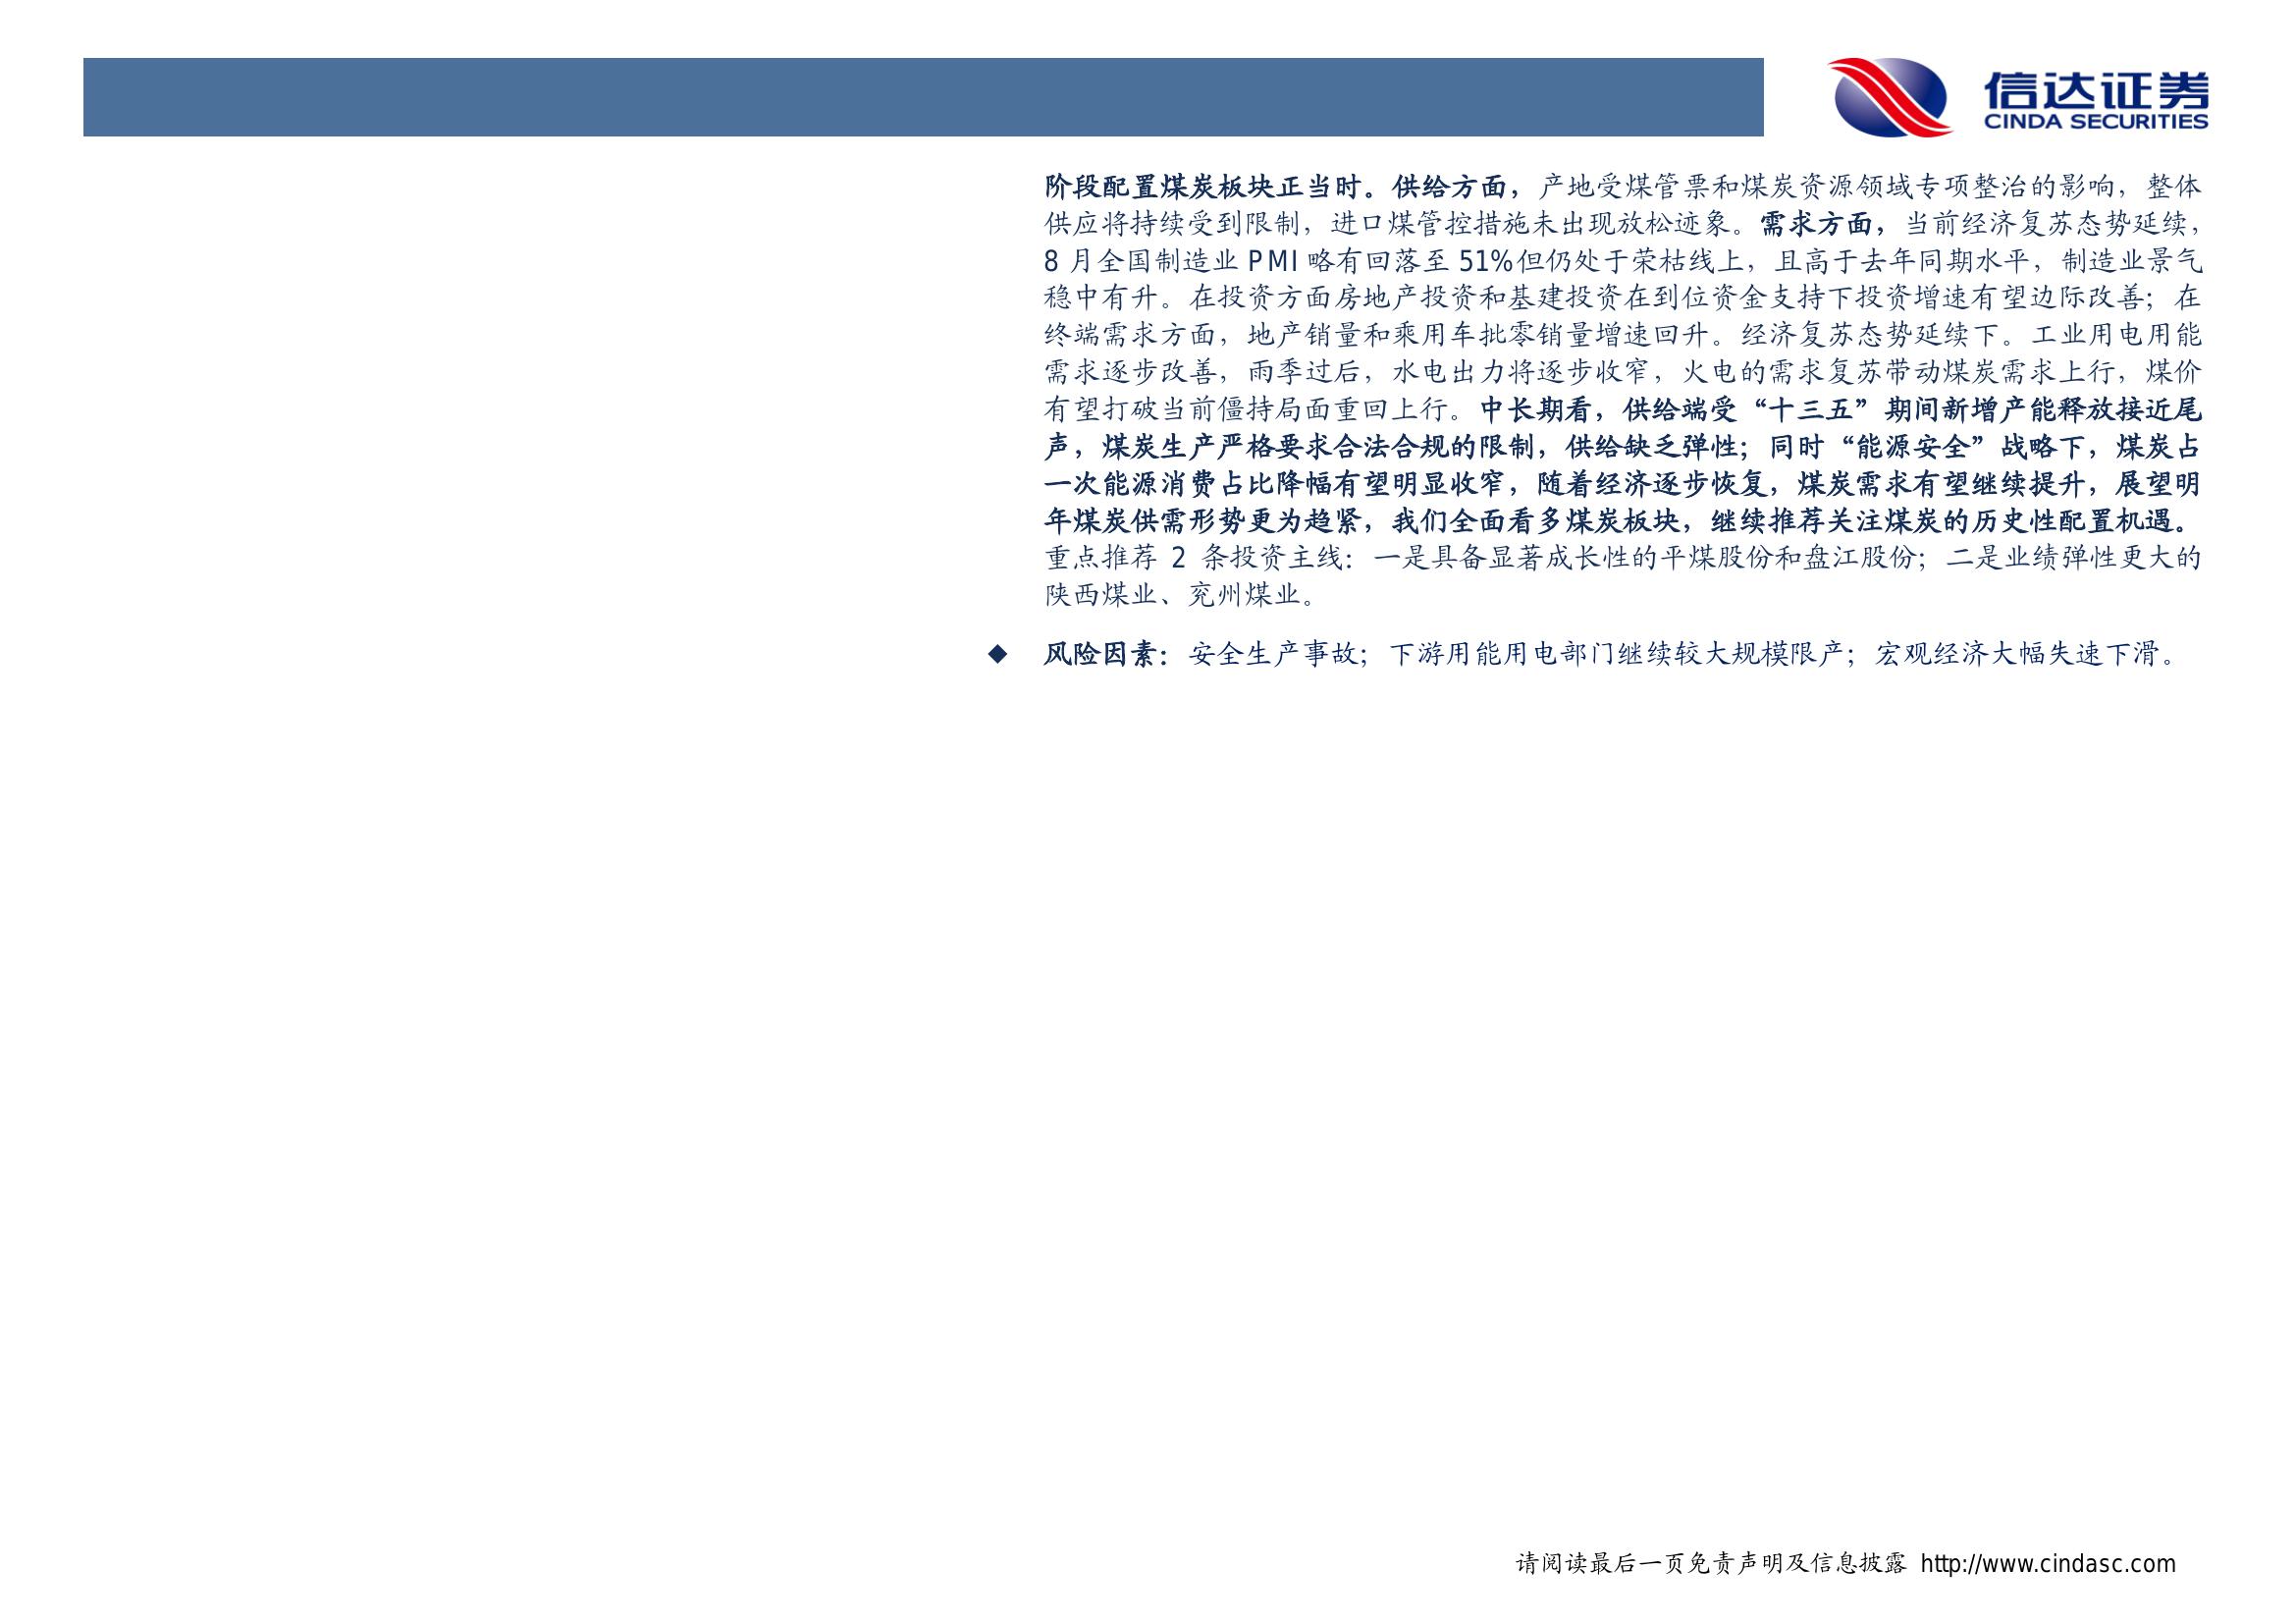 信达证券
CINDA SECURITIES
阶段配置煤炭板块正当时。供给方面，产地受煤管票和煤炭资源领域专项整治的影响，整体
供应将持续受到限制，进口煤管控措施未出现放松迹象。需求方面，当前经济复苏态势延续，
8 月全国制造业 PMI 略有回落至 51%但仍处于荣枯线上，且高于去年同期水平，制造业景气
稳中有升。在投资方面房地产投资和基建投资在到位资金支持下投资增速有望边际改善；在
终端需求方面，地产销量和乘用车批零销量增速回升。经济复苏态势延续下。工业用电用能
需求逐步改善，雨季过后，水电出力将逐步收窄，火电的需求复苏带动煤炭需求上行，煤价
有望打破当前僵持局面重回上行。中长期看，供给端受“十三五”期间新增产能释放接近尾
声，煤炭生产严格要求合法合规的限制，供给缺乏弹性；同时“能源安全”战略下，煤炭占
一次能源消费占比降幅有望明显收窄，随着经济逐步恢复，煤炭需求有望继续提升，展望明
年煤炭供需形势更为趋紧，我们全面看多煤炭板块，继续推荐关注煤炭的历史性配置机遇。
重点推荐 2 条投资主线：一是具备显著成长性的平煤股份和盘江股份；二是业绩弹性更大的
陕西煤业、兖州煤业。
◆ 风险因素：安全生产事故；下游用能用电部门继续较大规模限产；宏观经济大幅失速下滑。
请阅读最后一页免责声明及信息披露 http://www.cindasc.com